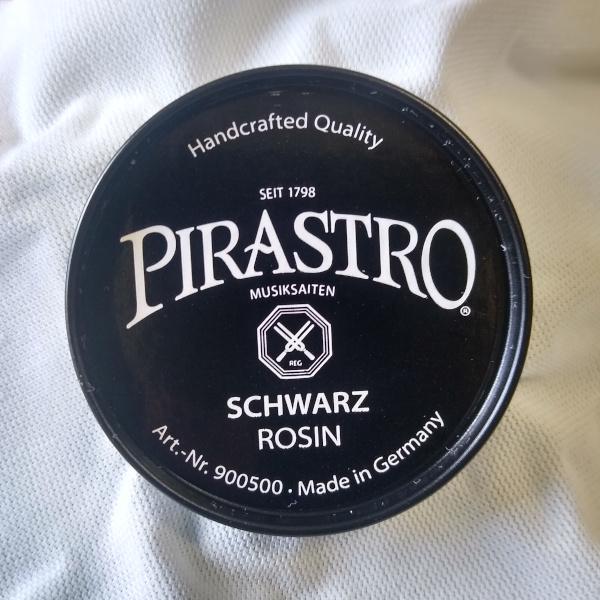 Handcrafted Quality
SEIT 1798
PIRASTRO®
MUSIKSAITEN
REG
SCHWARZ
ROSIN
Art.-Nr. 900500 · Made in Germany